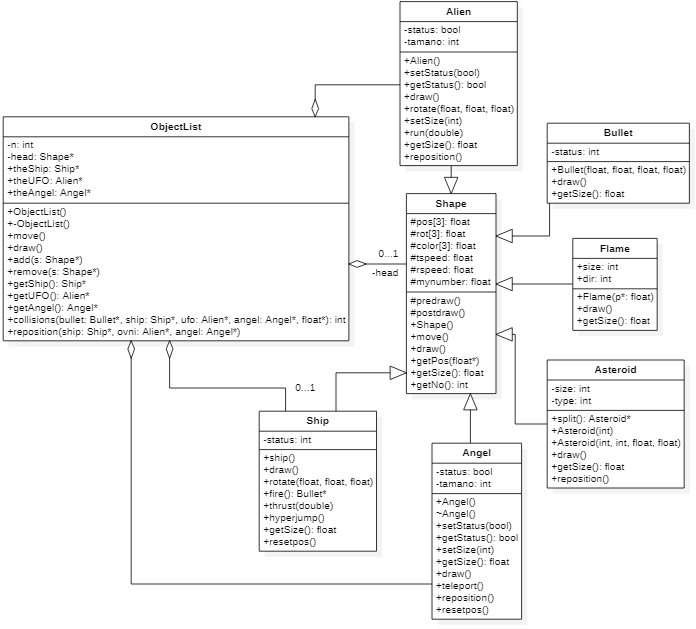 Alien
-status: bool
-tamano: int
+Alien()
+setStatus(bool)
+getStatus(): bool
+draw()
+rotate(float, float, float)
+setSize(int)
+run(double)
+getSize(): float
+reposition()
ObjectList
-n: int
-head: Shape*
+theShip: Ship*
+theUFO: Alien*
+theAngel: Angel*
+ObjectList()
+-ObjectList()
+move()
+draw()
+add(s: Shape*)
+remove(s: Shape*)
+getShip(): Ship*
+getUFO(): Alien*
+getAngel(): Angel*
+collisions(bullet: Bullet*, ship: Ship*, ufo: Alien*, angel: Angel*, float*): int
+reposition(ship: Ship*, ovni: Alien*, angel: Angel*)
0...1
-head
Shape
#pos[3]: float
#rot[3]: float
#color[3]: float
#tspeed: float
#rspeed: float
#mynumber: float
#predraw()
#postdraw()
+Shape()
+move()
+draw()
+getPos(float*)
+getSize(): float
+getNo(): int
Bullet
-status: int
+Bullet(float, float, float, float)
+draw()
+getSize(): float
Flame
+size: int
+dir: int
+Flame(p*: float)
+draw()
+getSize(): float
Asteroid
-size: int
-type: int
+split(): Asteroid*
+Asteroid(int)
+Asteroid(int, int, float, float)
+draw()
+getSize(): float
+reposition()
0...1
Ship
-status: int
+ship()
+draw()
+rotate(float, float, float)
+fire(): Bullet*
+thrust(double)
+hyperjump()
+getSize(): float
+resetpos()
Angel
-status: bool
-tamano: int
+Angel()
~Angel()
+setStatus(bool)
+getStatus(): bool
+setSize(int)
+getSize(): float
+draw()
+teleport()
+reposition()
+resetpos()